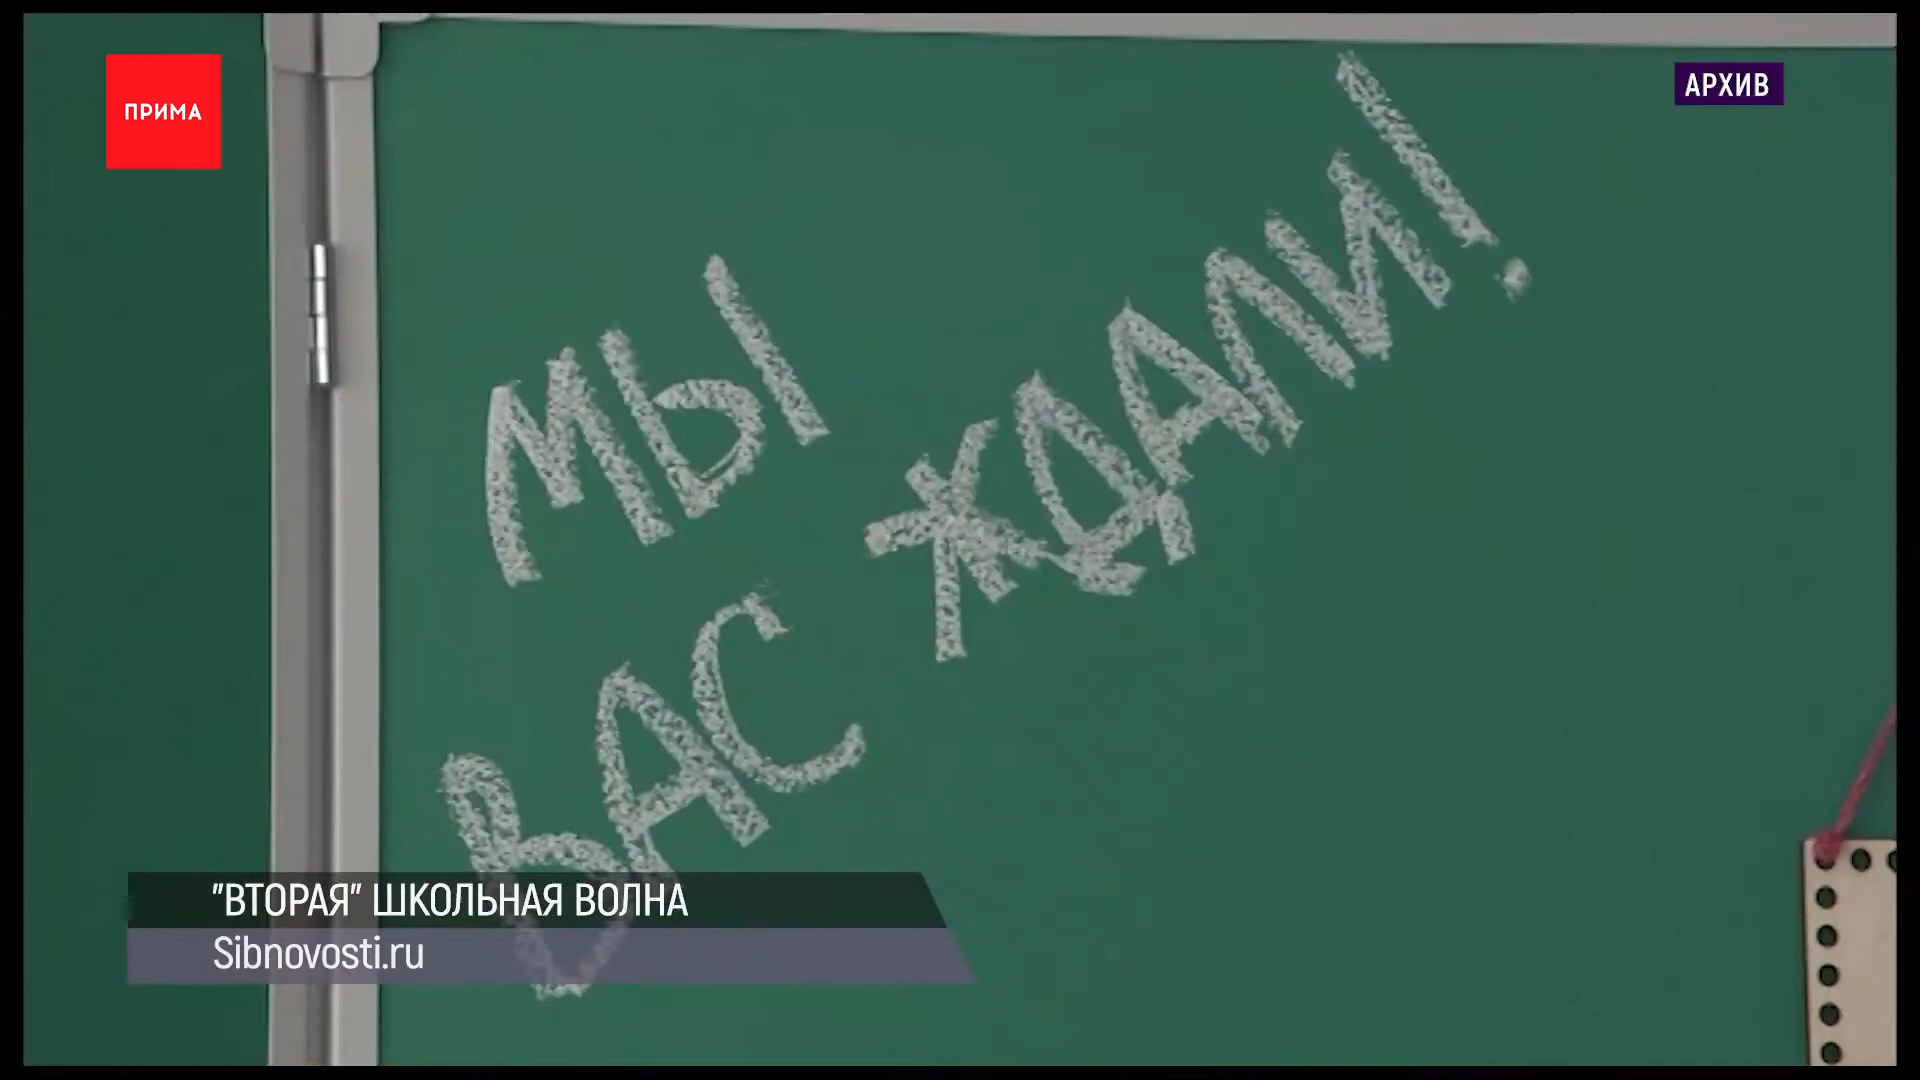 ПРИМА
АРХИВ
МЫ
ВАС ЖДАЛИ!
"ВТОРАЯ" ШКОЛЬНАЯ ВОЛНА
Sibnovosti.ru